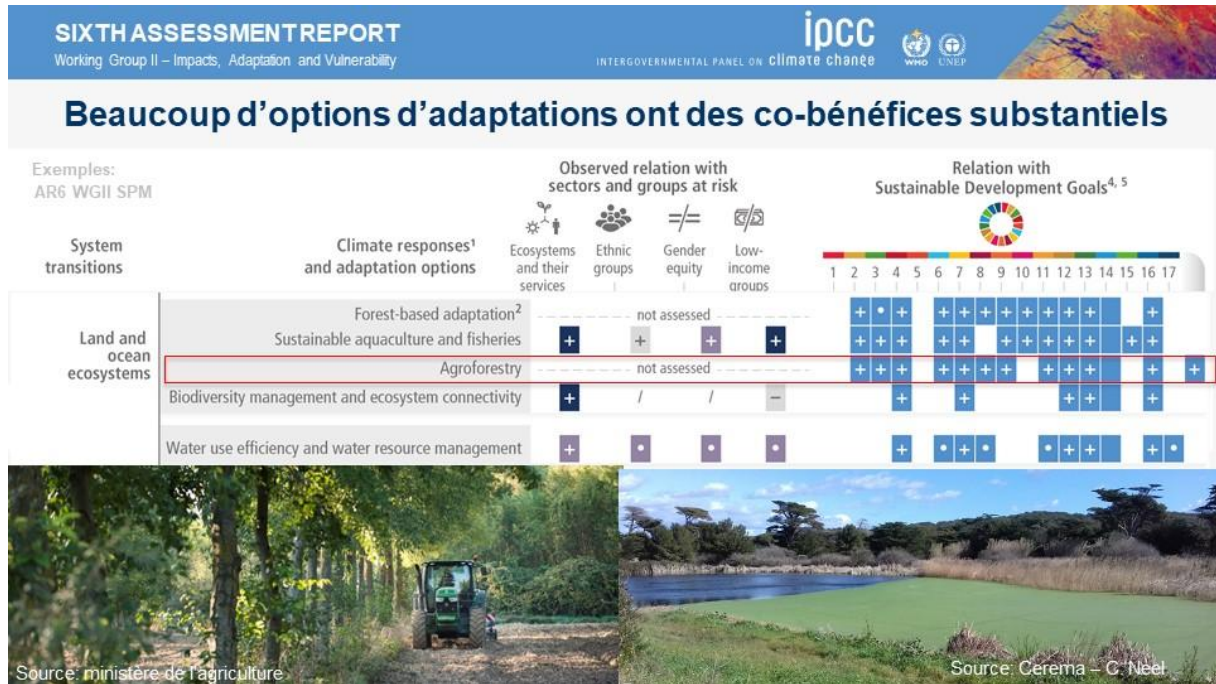 SIXTH ASSESSMENT REPORT
Working Group II – Impacts, Adaptation and Vulnerability
ipcc
INTERGOVERNMENTAL PANEL ON climate change
WMO
UNEP
Beaucoup d'options d'adaptations ont des co-bénéfices substantiels
Exemples:
AR6 WGII SPM
Observed relation with
sectors and groups at risk
Relation with
Sustainable Development Goals4, 5
System
transitions
Climate responses¹
and adaptation options
Ecosystems
and their
services
Ethnic
groups
Gender
equity
Low-
income
groups
1 2 3 4 5 6 7 8 9 10 11 12 13 14 15 16 17
Land and
ocean
ecosystems
Forest-based adaptation² not assessed + • + + + + + + + + + +
Sustainable aquaculture and fisheries + + + + + + + + + + + + + + + +
Agroforestry not assessed + + + + + + + + + + + +
Biodiversity management and ecosystem connectivity + / / − + + + + +
Water use efficiency and water resource management + • • • + • + • • + + + •
Source: ministère de l'agriculture
Source: Cerema – C. Neel